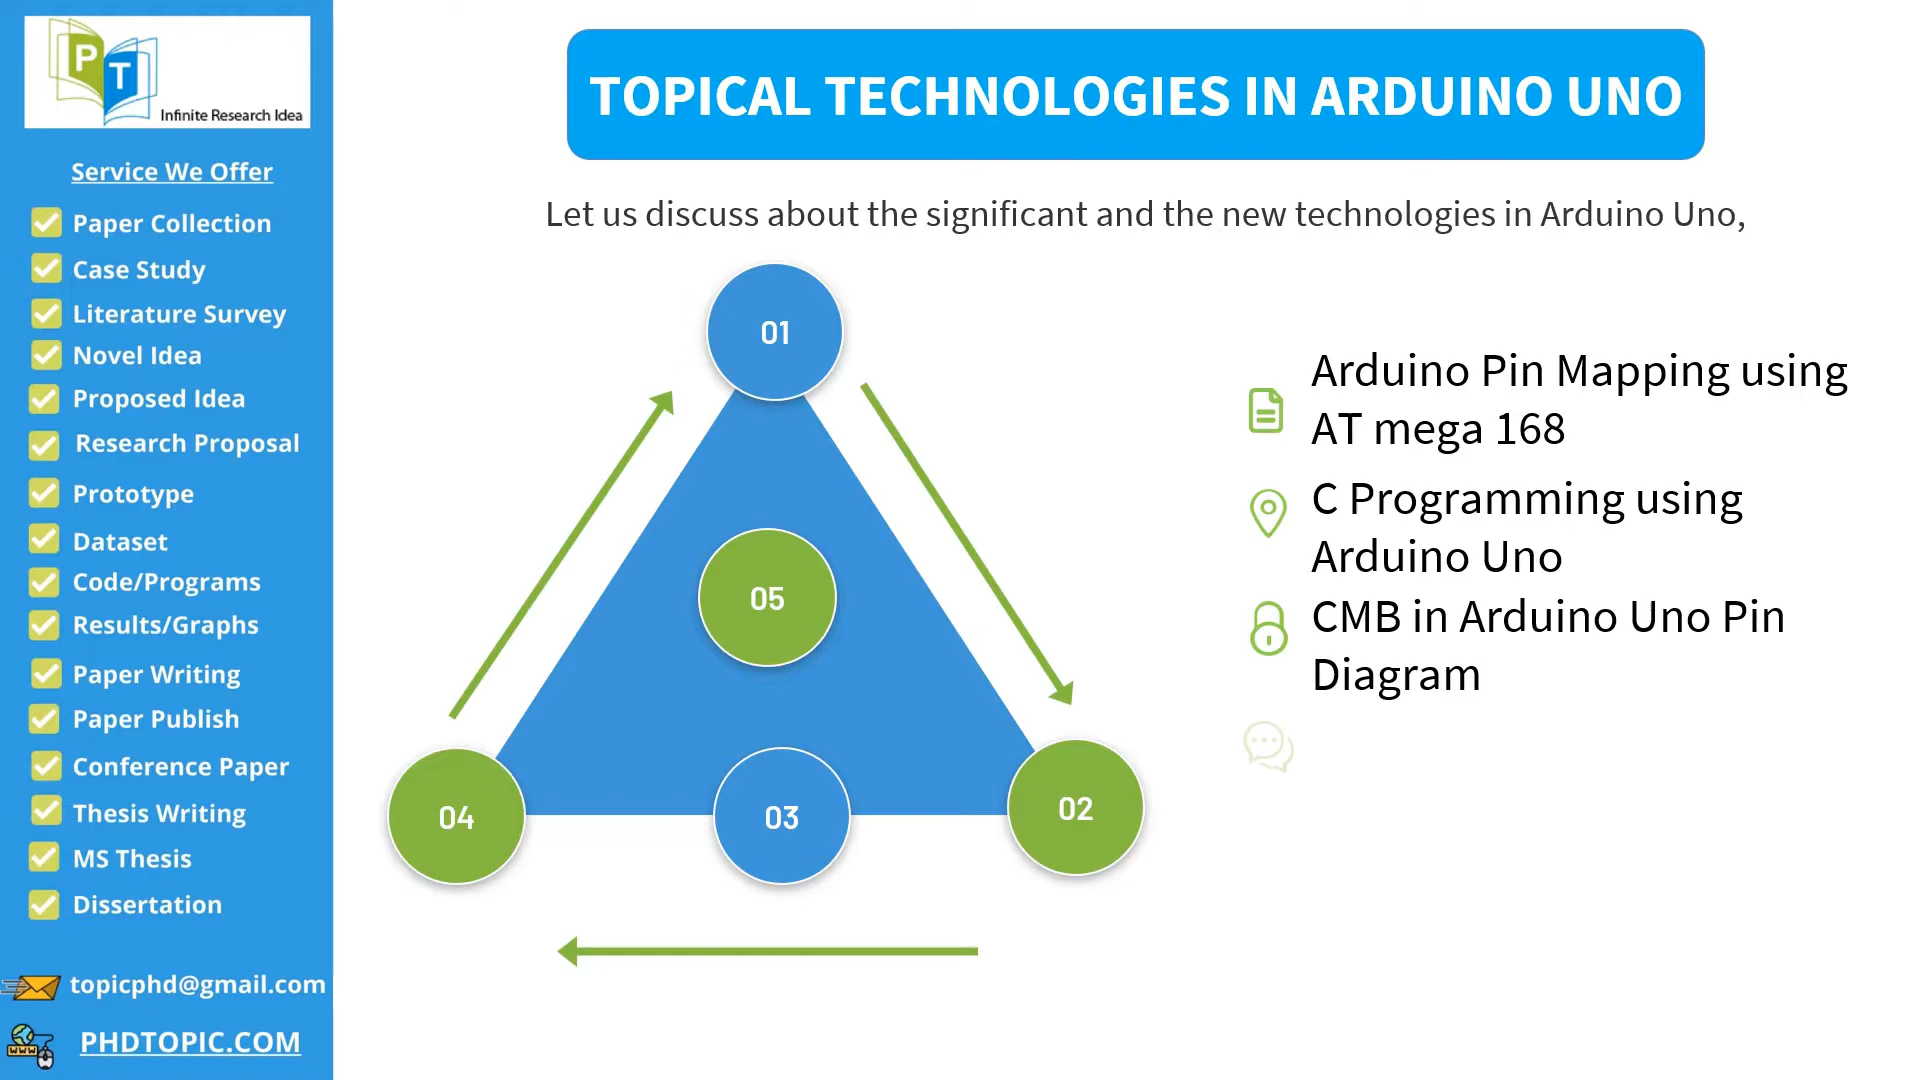 P
T
Infinite Research Idea
Service We Offer
Paper Collection
Case Study
Literature Survey
Novel Idea
Proposed Idea
Research Proposal
Prototype
Dataset
Code/Programs
Results/Graphs
Paper Writing
Paper Publish
Conference Paper
Thesis Writing
MS Thesis
Dissertation
topicphd@gmail.com
WWW
PHDTOPIC.COM
TOPICAL TECHNOLOGIES IN ARDUINO UNO
Let us discuss about the significant and the new technologies in Arduino Uno,
01
05
04
03
02
Arduino Pin Mapping using
AT mega 168
C Programming using
Arduino Uno
CMB in Arduino Uno Pin
Diagram